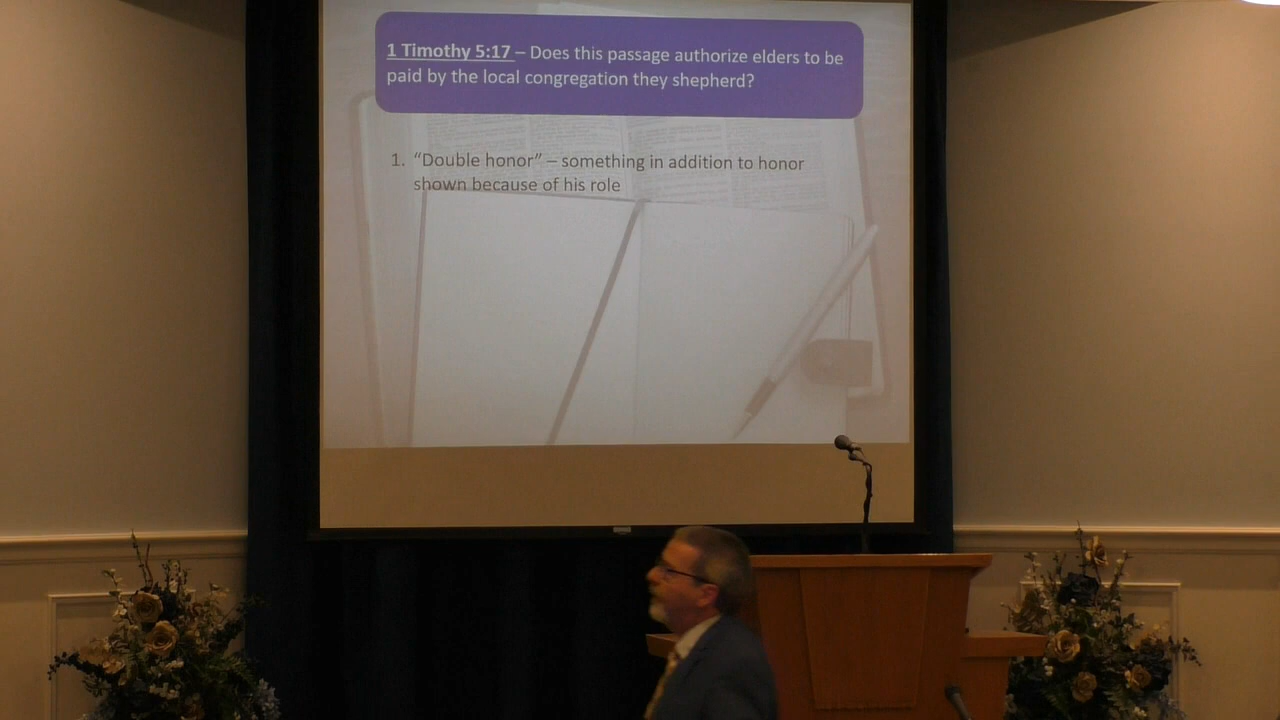 1 Timothy 5:17 – Does this passage authorize elders to be
paid by the local congregation they shepherd?
1. “Double honor” – something in addition to honor
shown because of his role